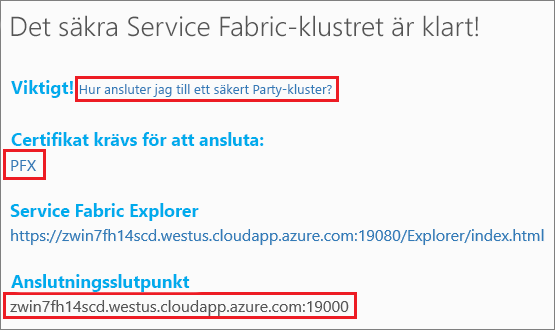 Det säkra Service Fabric-klustret är klart!
Viktigt! Hur ansluter jag till ett säkert Party-kluster?
Certifikat krävs för att ansluta:
PFX
Service Fabric Explorer
https://zwin7fh14scd.westus.cloudapp.azure.com:19080/Explorer/index.html
Anslutningsslutpunkt
zwin7fh14scd.westus.cloudapp.azure.com:19000